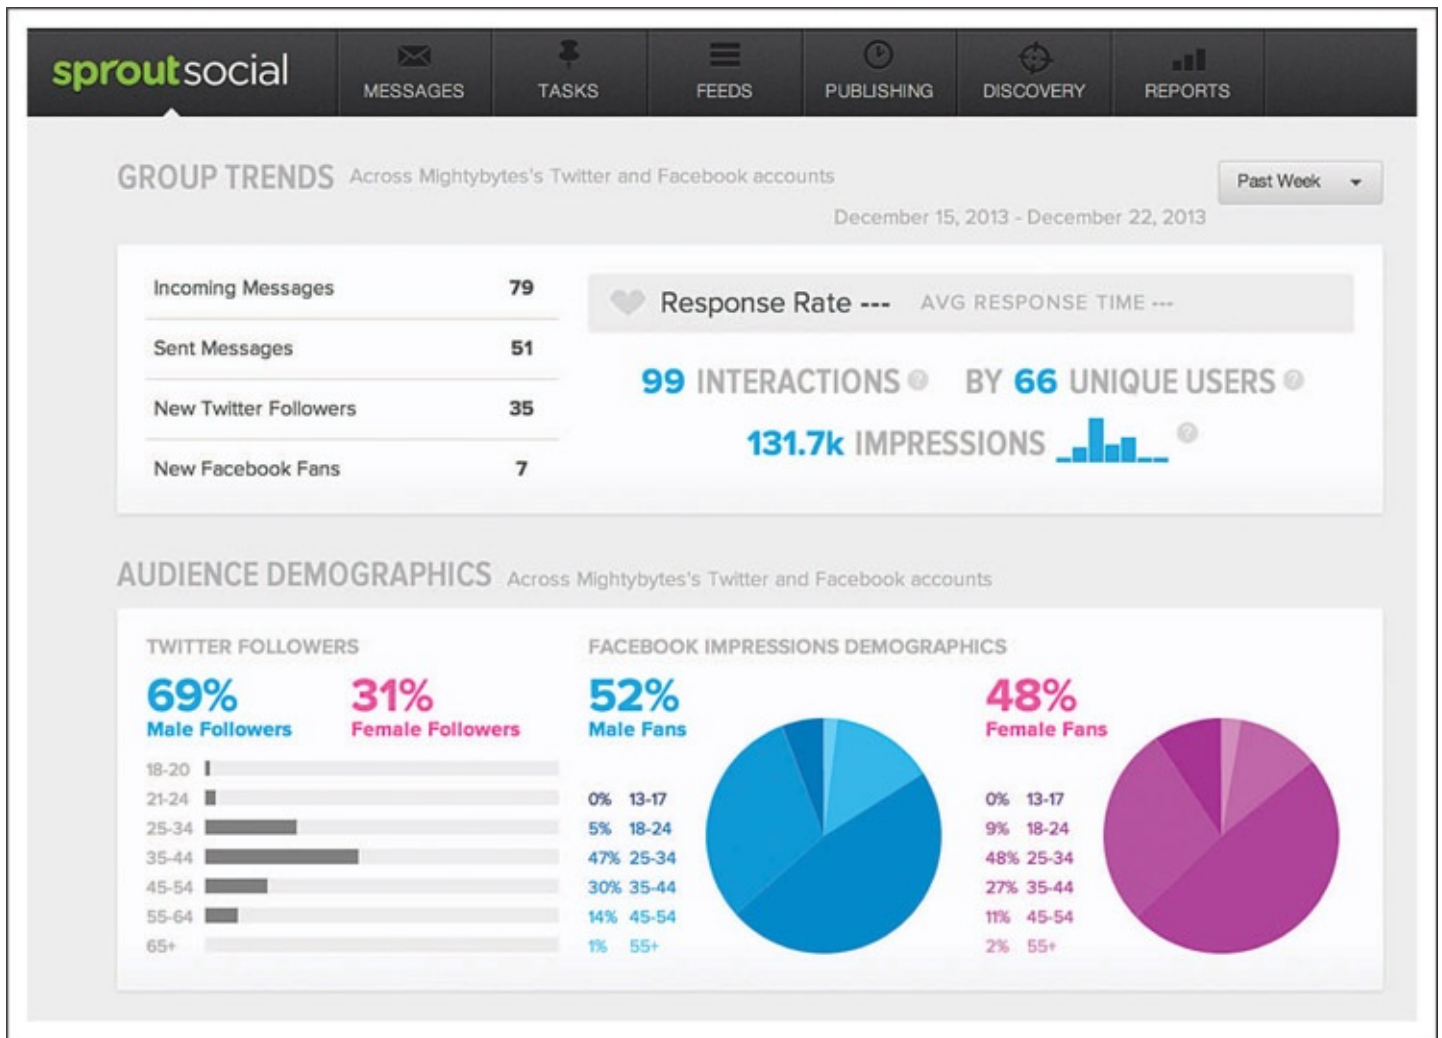 sproutsocial
MESSAGES
TASKS
FEEDS
PUBLISHING
DISCOVERY
REPORTS
GROUP TRENDS Across Mightybytes's Twitter and Facebook accounts
Past Week
December 15, 2013 - December 22, 2013
Incoming Messages 79
Sent Messages 51
New Twitter Followers 35
New Facebook Fans 7
Response Rate --- AVG RESPONSE TIME ---
99 INTERACTIONS ? BY 66 UNIQUE USERS ?
131.7k IMPRESSIONS ?
AUDIENCE DEMOGRAPHICS Across Mightybytes's Twitter and Facebook accounts
TWITTER FOLLOWERS
69% 31%
Male Followers Female Followers
18-20
21-24
25-34
35-44
45-54
55-64
65+
FACEBOOK IMPRESSIONS DEMOGRAPHICS
52%
Male Fans
0% 13-17
5% 18-24
47% 25-34
30% 35-44
14% 45-54
1% 55+
48%
Female Fans
0% 13-17
9% 18-24
48% 25-34
27% 35-44
11% 45-54
2% 55+